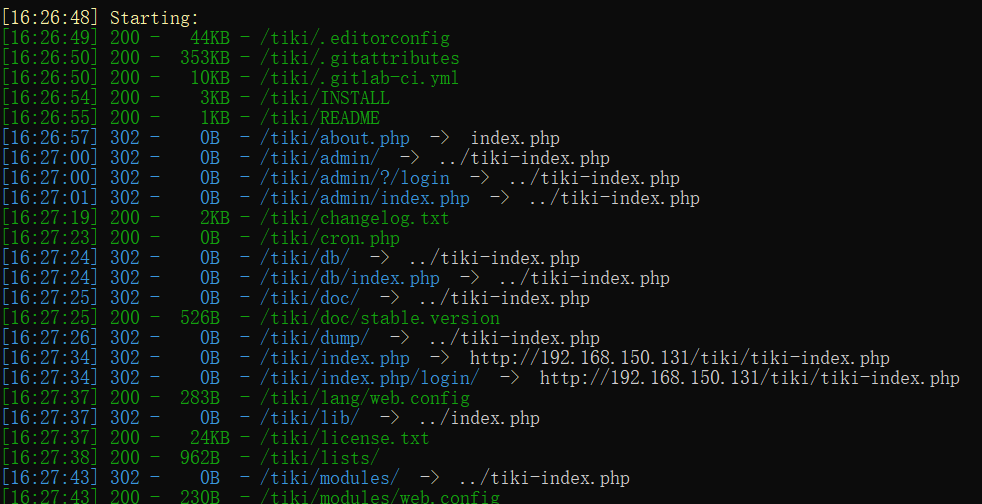 [16:26:48] Starting:
[16:26:49] 200 -   44KB - /tiki/.editorconfig
[16:26:50] 200 -  353KB - /tiki/.gitattributes
[16:26:50] 200 -   10KB - /tiki/.gitlab-ci.yml
[16:26:54] 200 -    3KB - /tiki/INSTALL
[16:26:55] 200 -    1KB - /tiki/README
[16:26:57] 302 -    0B  - /tiki/about.php  ->  index.php
[16:27:00] 302 -    0B  - /tiki/admin/  ->  ../tiki-index.php
[16:27:00] 302 -    0B  - /tiki/admin/?/login  ->  ../tiki-index.php
[16:27:01] 302 -    0B  - /tiki/admin/index.php  ->  ../tiki-index.php
[16:27:19] 200 -    2KB - /tiki/changelog.txt
[16:27:23] 200 -    0B  - /tiki/cron.php
[16:27:24] 302 -    0B  - /tiki/db/  ->  ../tiki-index.php
[16:27:24] 302 -    0B  - /tiki/db/index.php  ->  ../tiki-index.php
[16:27:25] 302 -    0B  - /tiki/doc/  ->  ../tiki-index.php
[16:27:25] 200 -  526B  - /tiki/doc/stable.version
[16:27:26] 302 -    0B  - /tiki/dump/  ->  ../tiki-index.php
[16:27:34] 302 -    0B  - /tiki/index.php  ->  http://192.168.150.131/tiki/tiki-index.php
[16:27:34] 302 -    0B  - /tiki/index.php/login/  ->  http://192.168.150.131/tiki/tiki-index.php
[16:27:37] 200 -  283B  - /tiki/lang/web.config
[16:27:37] 302 -    0B  - /tiki/lib/  ->  ../index.php
[16:27:37] 200 -   24KB - /tiki/license.txt
[16:27:38] 200 -  962B  - /tiki/lists/
[16:27:43] 302 -    0B  - /tiki/modules/  ->  ../tiki-index.php
[16:27:43] 200 -  230B  - /tiki/modules/web.config